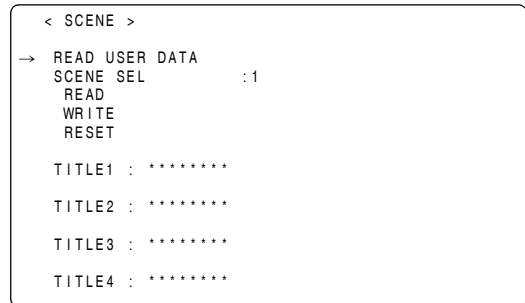 < SCENE >
→ READ USER DATA
SCENE SEL :1
READ
WRITE
RESET
TITLE1 : ********
TITLE2 : ********
TITLE3 : ********
TITLE4 : ********